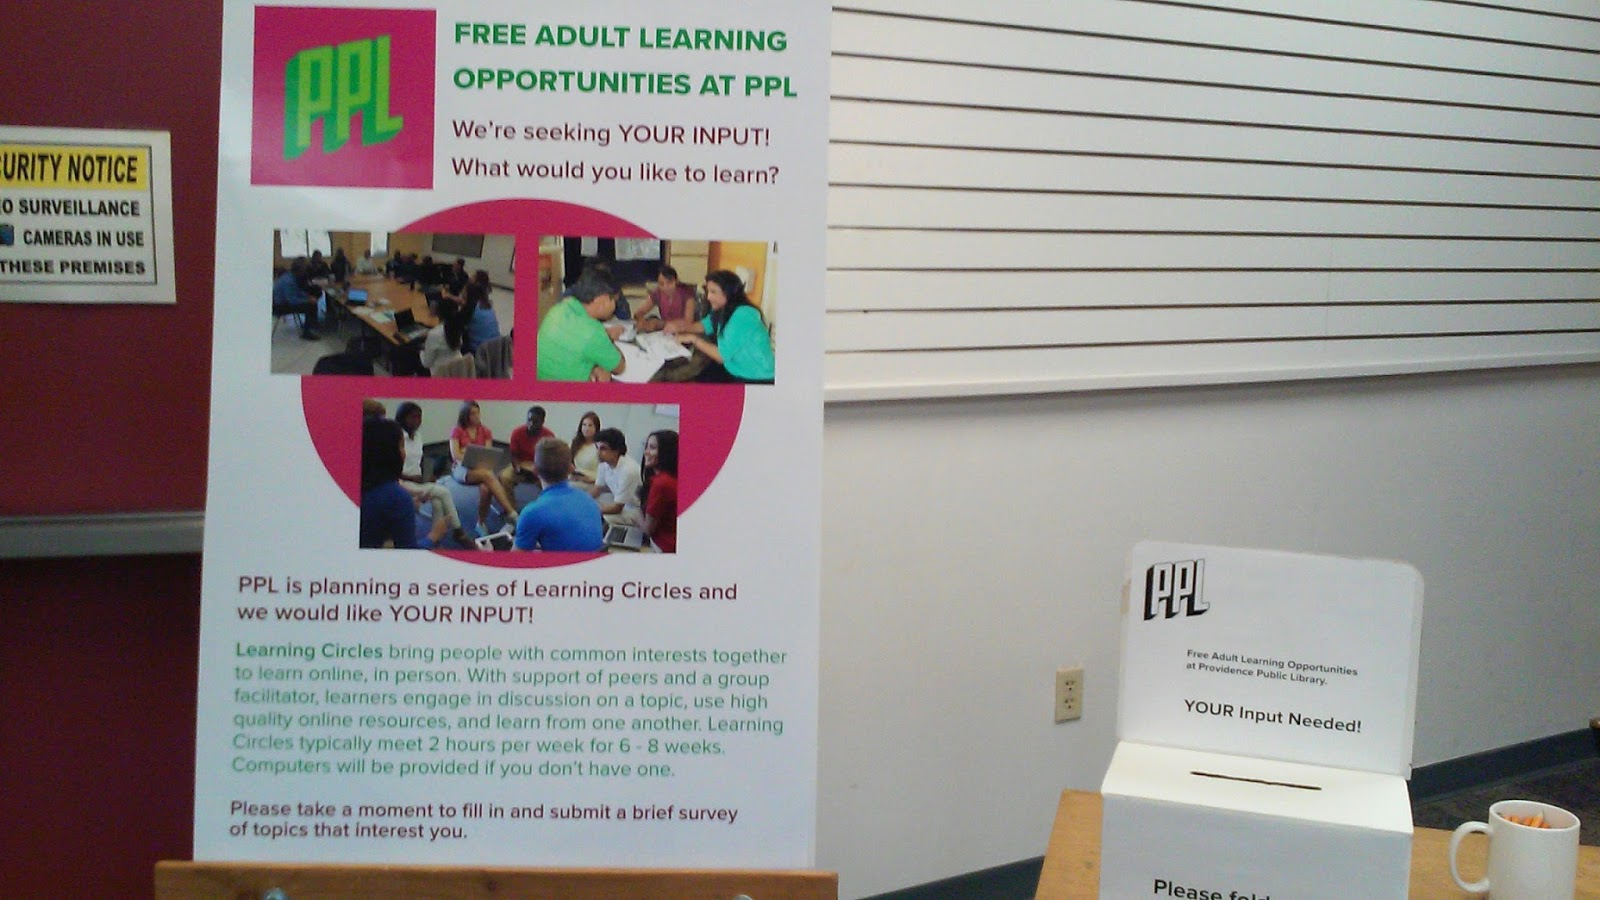 URITY NOTICE
O SURVEILLANCE
CAMERAS IN USE
THESE PREMISES
PPL
FREE ADULT LEARNING
OPPORTUNITIES AT PPL
We're seeking YOUR INPUT!
What would you like to learn?
PPL is planning a series of Learning Circles and
we would like YOUR INPUT!
Learning Circles bring people with common interests together
to learn online, in person. With support of peers and a group
facilitator, learners engage in discussion on a topic, use high
quality online resources, and learn from one another. Learning
Circles typically meet 2 hours per week for 6 - 8 weeks.
Computers will be provided if you don't have one.
Please take a moment to fill in and submit a brief survey
of topics that interest you.
PPL
Free Adult Learning Opportunities
at Providence Public Library.
YOUR Input Needed!
Please